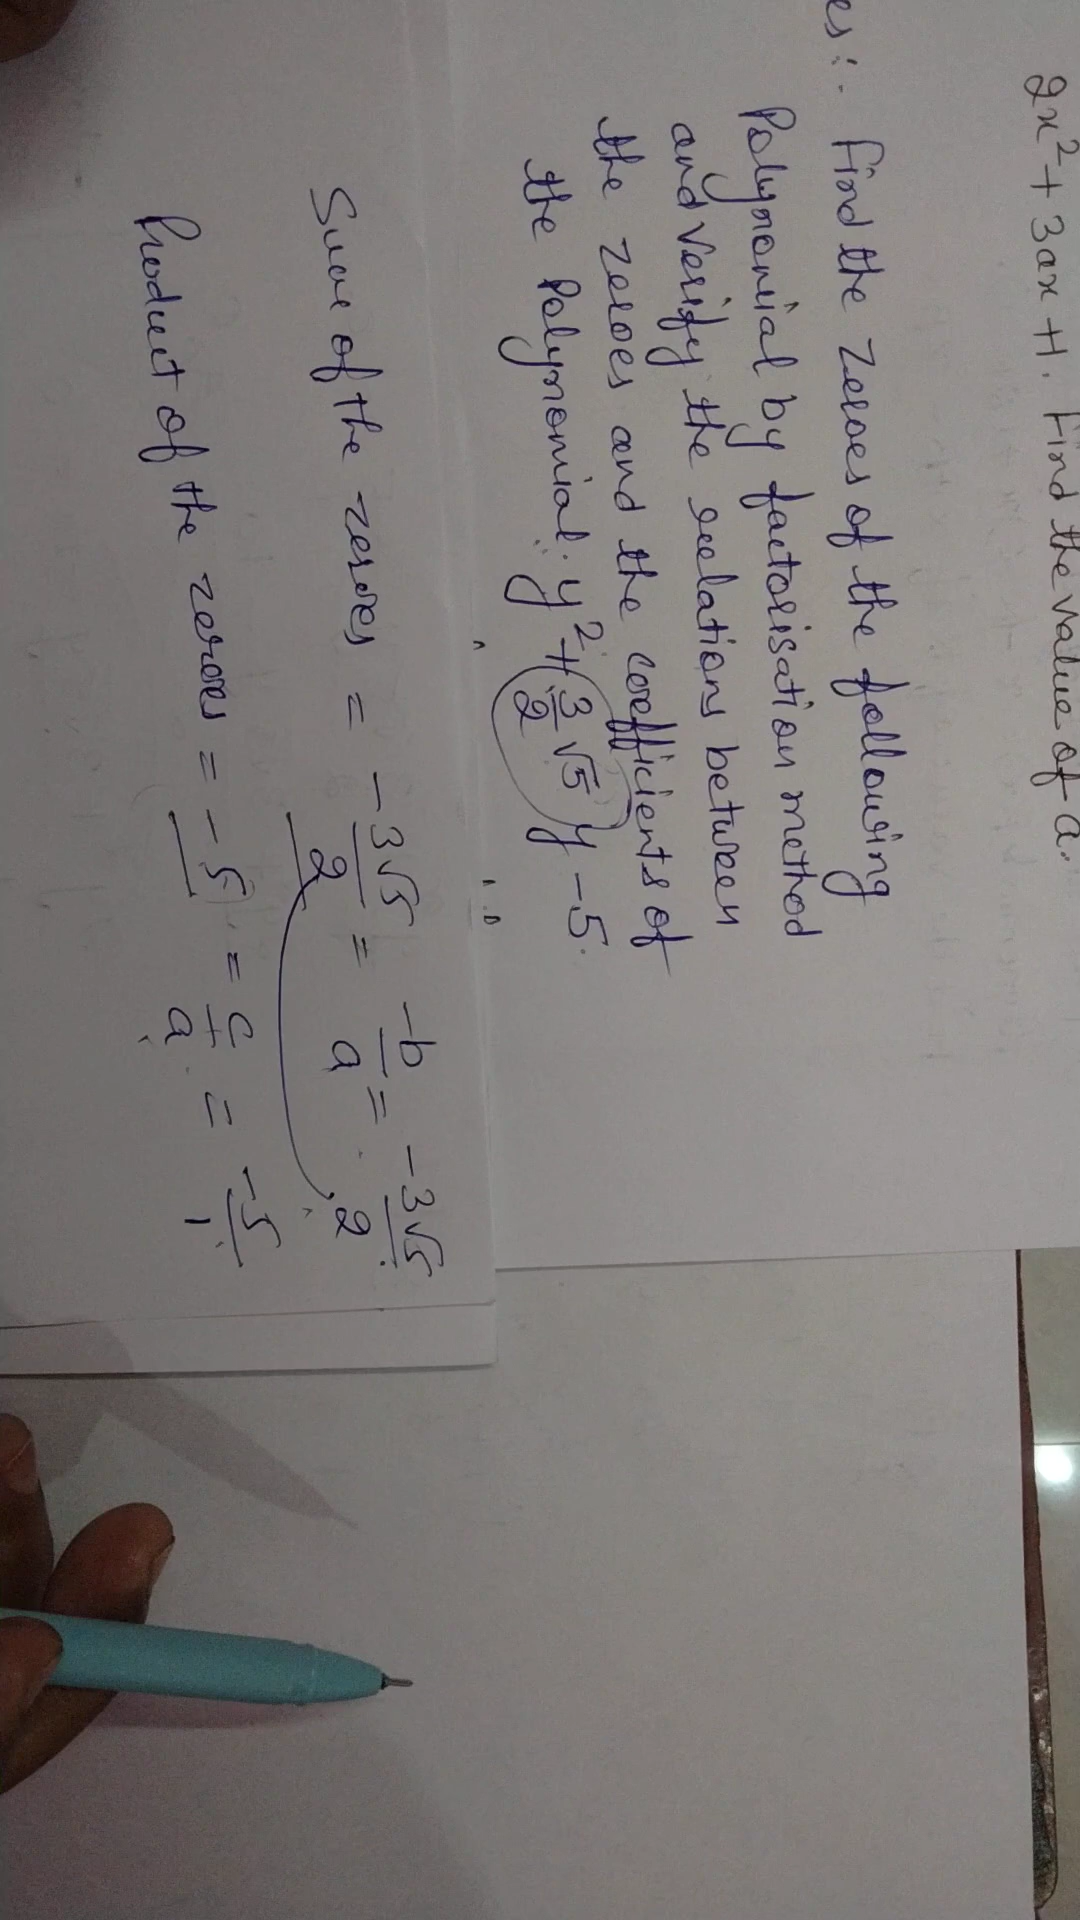 2x² + 3ax + 1. Find the value of a.
es:. Find the zeroes of the following
Polynomial by factorisation method
and verify the relations between
the zeroes and the coefficients of
the Polynomial: y² + 3/2 √5 y - 5.
Sum of the zeroes = -3√5/2 = -b/a = -3√5/2
Product of the zeroes = -5 = c/a = -5/1